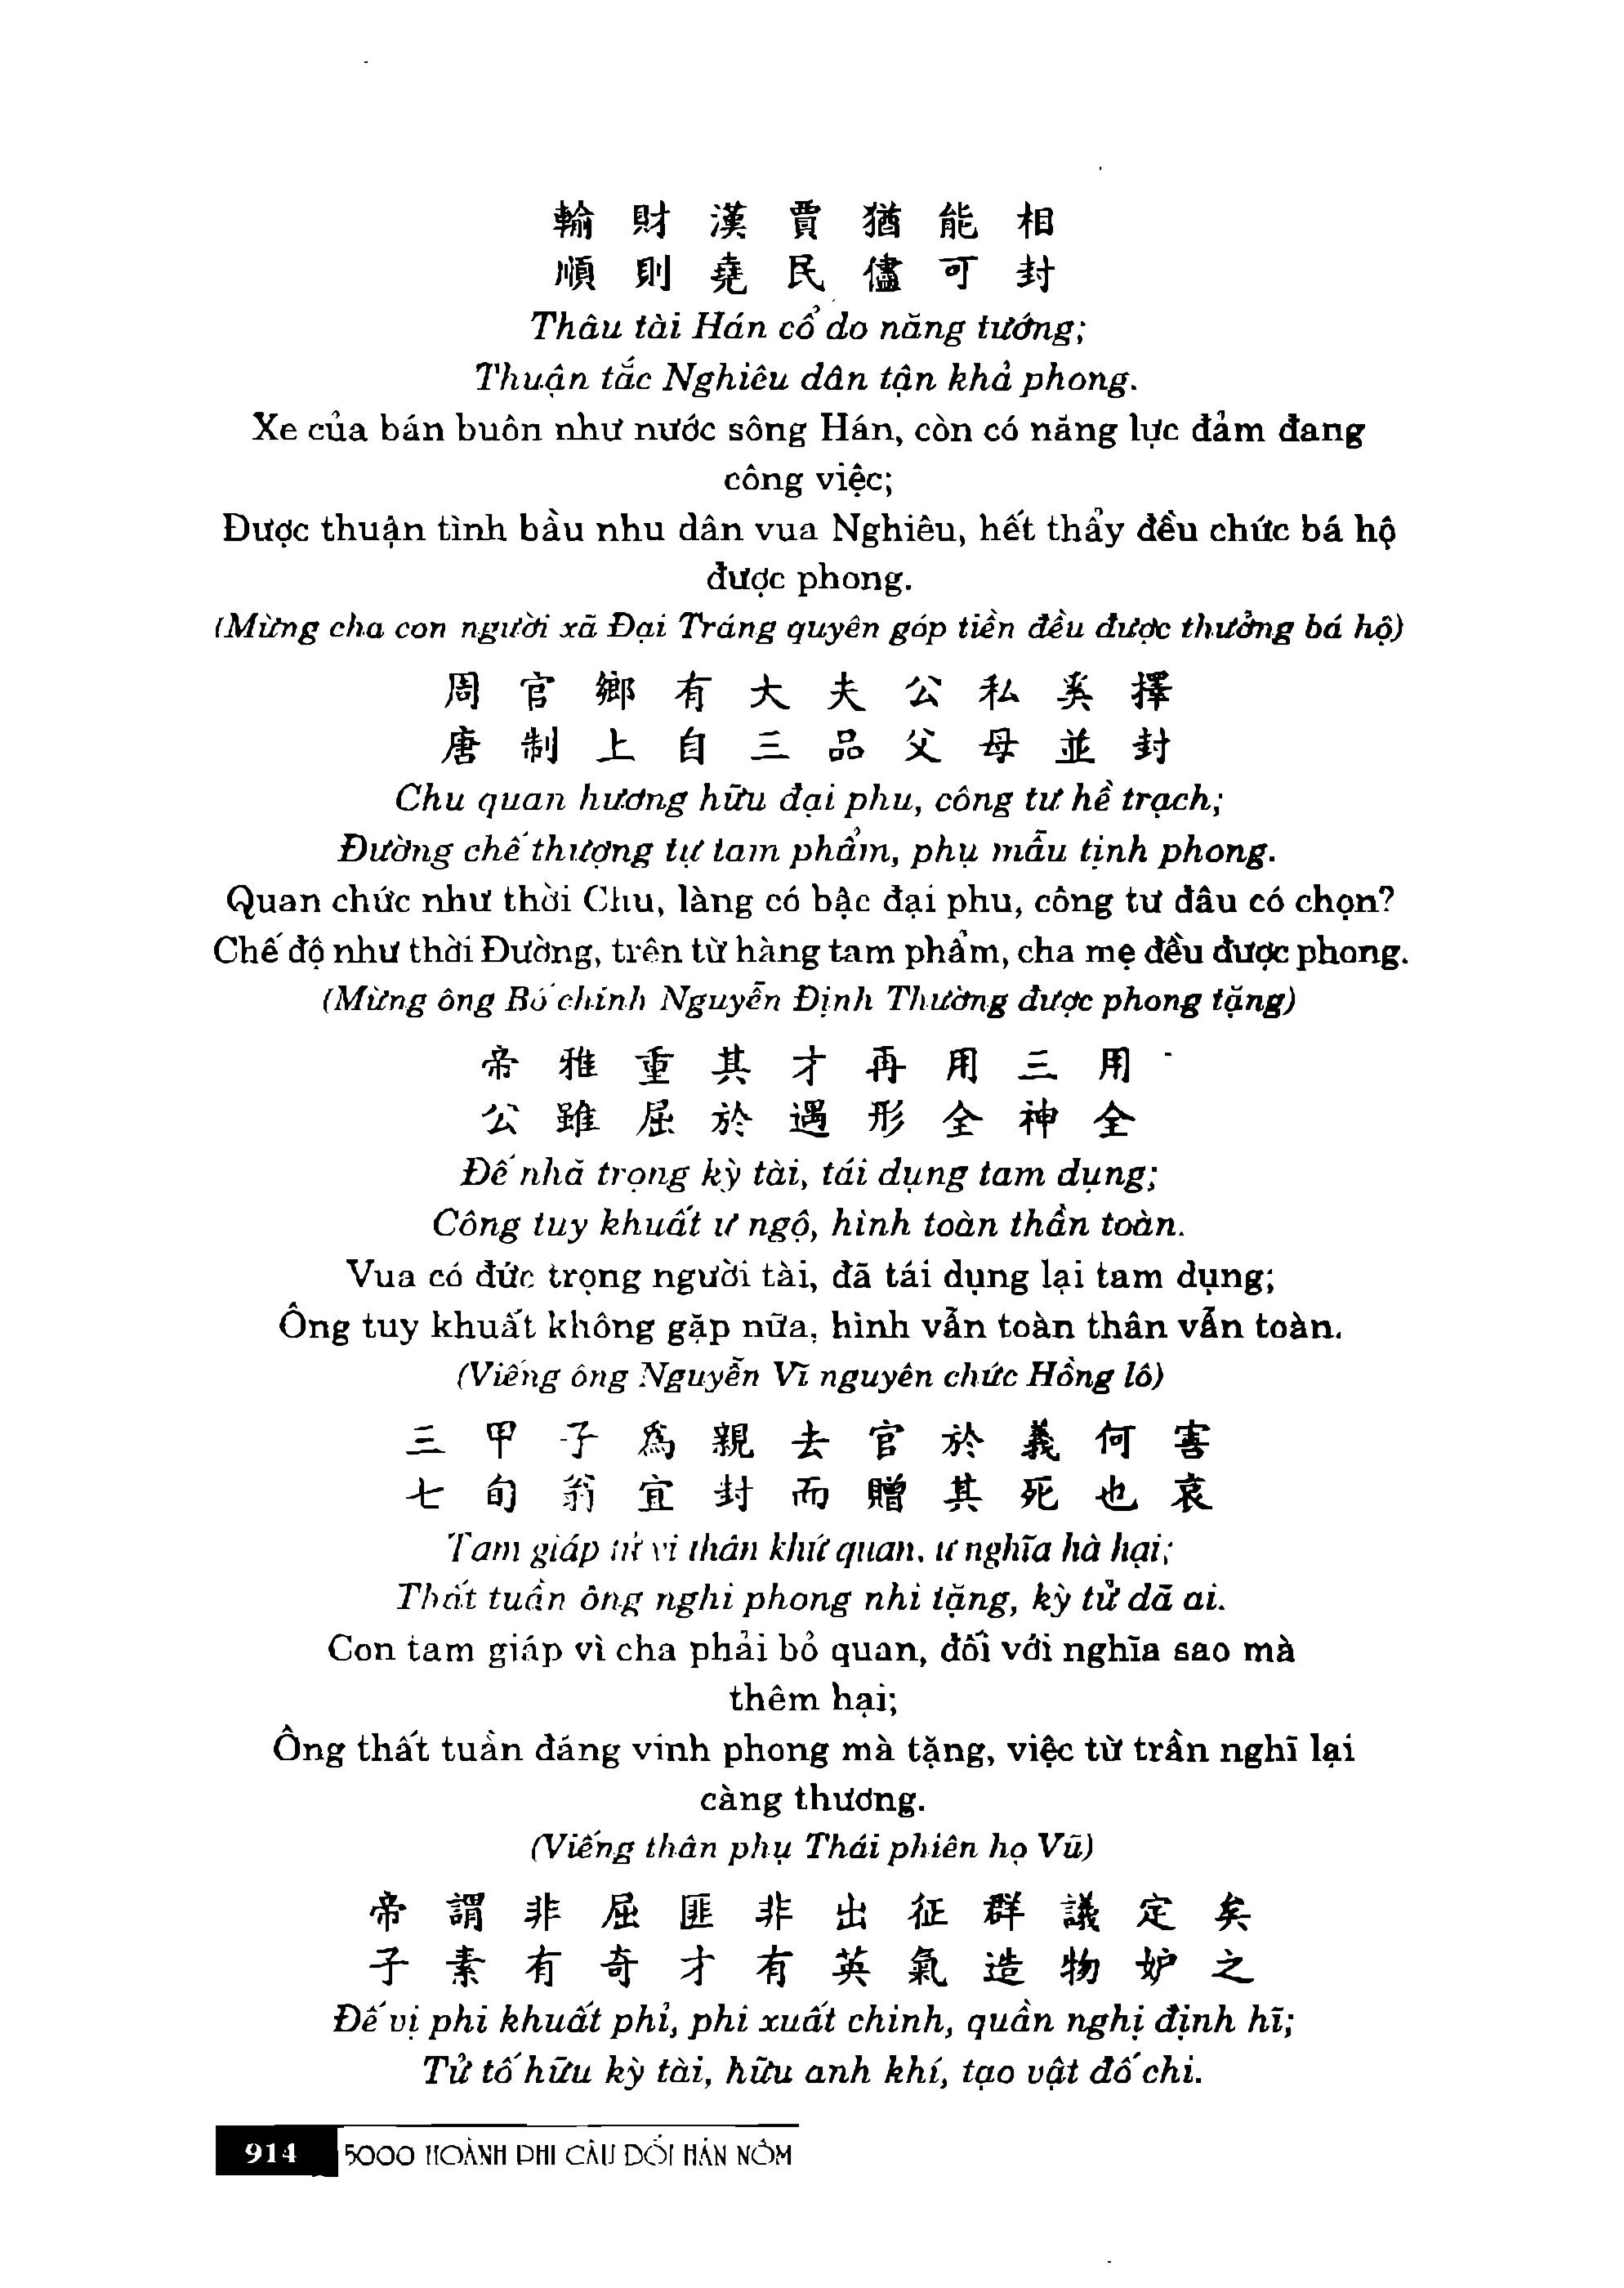 輸財漢賈猶能相
順則堯民儘可封
Thâu tài Hán cổ do năng tướng;
Thuận tắc Nghiêu dân tận khả phong.
Xe của bán buôn như nước sông Hán, còn có năng lực đảm đang
công việc;
Được thuận tình bầu nhu dân vua Nghiêu, hết thẩy đều chức bá hộ
được phong.
(Mừng cha con người xã Đại Tráng quyên góp tiền đều được thưởng bá hộ)
周官鄉有大夫公私奚擇
唐制上自三品父母並封
Chu quan hương hữu đại phu, công tư hề trạch;
Đường chế thượng tự tam phẩm, phụ mẫu tịnh phong.
Quan chức như thời Chu, làng có bậc đại phu, công tư đâu có chọn?
Chế độ như thời Đường, trên từ hàng tam phẩm, cha mẹ đều được phong.
(Mừng ông Bố chính Nguyễn Định Thường được phong tặng)
帝雅重其才再用三用
公雖屈於遇形全神全
Đế nhã trọng kỳ tài, tái dụng tam dụng;
Công tuy khuất ư ngộ, hình toàn thần toàn.
Vua có đức trọng người tài, đã tái dụng lại tam dụng;
Ông tuy khuất không gặp nữa, hình vẫn toàn thân vẫn toàn.
(Viếng ông Nguyễn Vĩ nguyên chức Hồng lô)
三甲子為親去官於義何害
七旬翁宜封而贈其死也哀
Tam giáp tử vi thân khứ quan, ư nghĩa hà hại;
Thất tuần ông nghi phong nhi tặng, kỳ tử dã ai.
Con tam giáp vì cha phải bỏ quan, đối với nghĩa sao mà
thêm hại;
Ông thất tuần đáng vinh phong mà tặng, việc từ trần nghĩ lại
càng thương.
(Viếng thân phụ Thái phiên họ Vũ)
帝謂非屈匪非出征群議定矣
子素有奇才有英氣造物妒之
Đế vị phi khuất phỉ, phi xuất chinh, quần nghị định hĩ;
Tử tố hữu kỳ tài, hữu anh khí, tạo vật đố chi.
914 5000 HOÀNH PHI CÂU ĐỐI HÁN NÔM